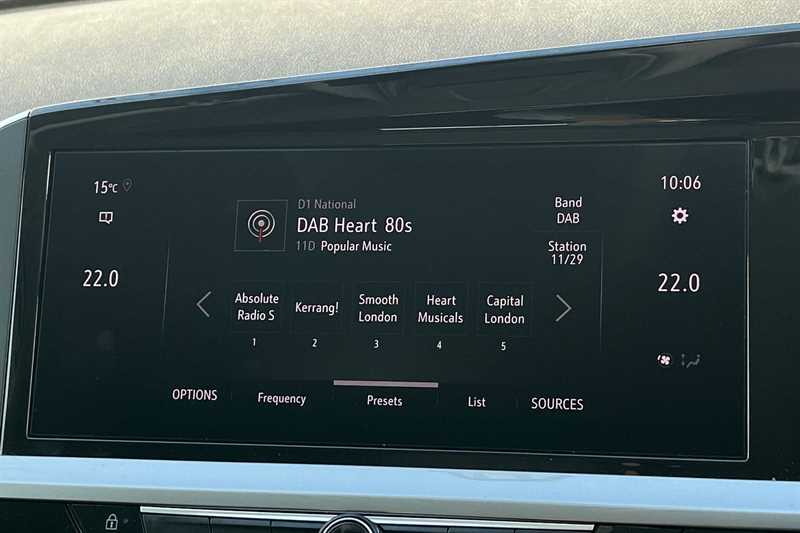 15°C
10:06
D1 National
DAB Heart 80s
11D Popular Music
Band
DAB
Station
11/29
22.0
22.0
Absolute
Radio S
Kerrang!
Smooth
London
Heart
Musicals
Capital
London
1
2
3
4
5
OPTIONS
Frequency
Presets
List
SOURCES
P